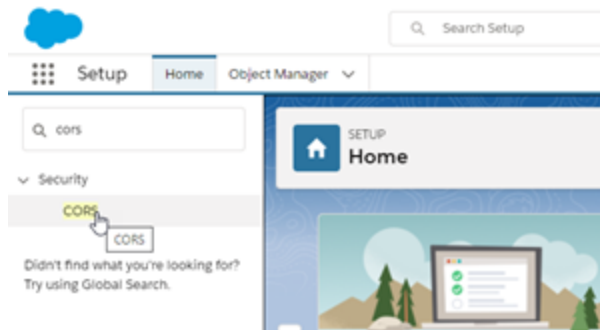 Search Setup
Setup
Home
Object Manager
cors
Security
CORS
CORS
Didn't find what you're looking for?
Try using Global Search.
SETUP
Home